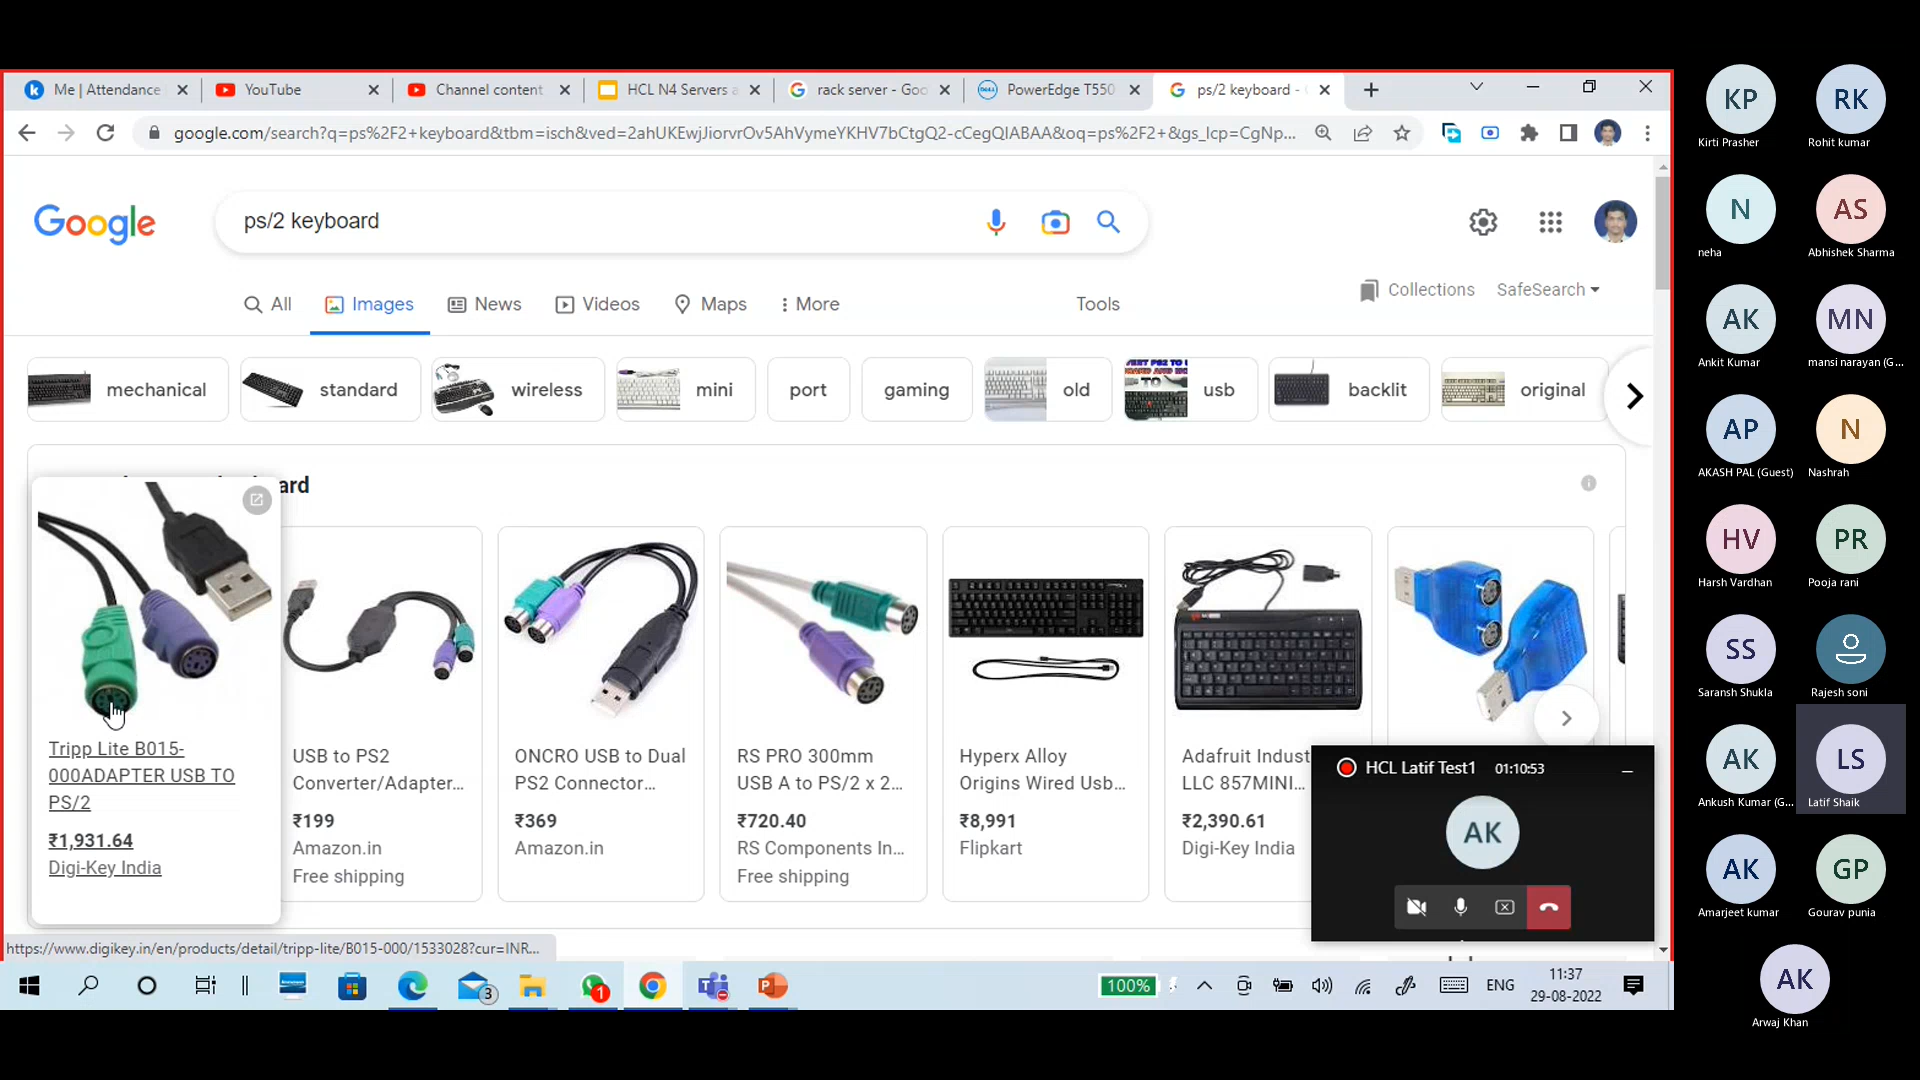 Me | Attendance
YouTube
Channel content
HCL N4 Servers a
rack server - Goo
PowerEdge T550
ps/2 keyboard -
google.com/search?q=ps%2F2+keyboard&tbm=isch&ved=2ahUKEwjJiorvrOv5AhVymeYKHV7bCtgQ2-cCegQIABAA&oq=ps%2F2+&gs_lcp=CgNp...
Google
ps/2 keyboard
All
Images
News
Videos
Maps
More
Tools
Collections
SafeSearch
mechanical
standard
wireless
mini
port
gaming
old
usb
backlit
original
ard
Tripp Lite B015-
000ADAPTER USB TO
PS/2
₹1,931.64
Digi-Key India
USB to PS2
Converter/Adapter...
₹199
Amazon.in
Free shipping
ONCRO USB to Dual
PS2 Connector...
₹369
Amazon.in
RS PRO 300mm
USB A to PS/2 x 2...
₹720.40
RS Components In...
Free shipping
Hyperx Alloy
Origins Wired Usb...
₹8,991
Flipkart
Adafruit Indust
LLC 857MINI...
₹2,390.61
Digi-Key India
HCL Latif Test1
01:10:53
AK
https://www.digikey.in/en/products/detail/tripp-lite/B015-000/1533028?cur=INR...
3
1
100%
ENG
11:37
29-08-2022
KP
Kirti Prasher
RK
Rohit kumar
N
neha
AS
Abhishek Sharma
AK
Ankit Kumar
MN
mansi narayan (G...
AP
AKASH PAL (Guest)
N
Nashrah
HV
Harsh Vardhan
PR
Pooja rani
SS
Saransh Shukla
Rajesh soni
AK
Ankush Kumar (G...
LS
Latif Shaik
AK
Amarjeet kumar
GP
Gourav punia
AK
Arwaj Khan